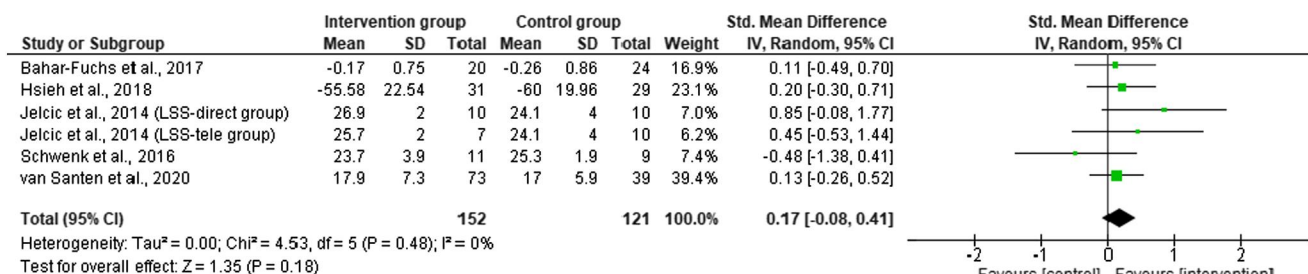 Intervention group Control group Std. Mean Difference Std. Mean Difference
Study or Subgroup Mean SD Total Mean SD Total Weight IV, Random, 95% CI IV, Random, 95% CI
Bahar-Fuchs et al., 2017 -0.17 0.75 20 -0.26 0.86 24 16.9% 0.11 [-0.49, 0.70]
Hsieh et al., 2018 -55.58 22.54 31 -60 19.96 29 23.1% 0.20 [-0.30, 0.71]
Jelcic et al., 2014 (LSS-direct group) 26.9 2 10 24.1 4 10 7.0% 0.85 [-0.08, 1.77]
Jelcic et al., 2014 (LSS-tele group) 25.7 2 7 24.1 4 10 6.2% 0.45 [-0.53, 1.44]
Schwenk et al., 2016 23.7 3.9 11 25.3 1.9 9 7.4% -0.48 [-1.38, 0.41]
van Santen et al., 2020 17.9 7.3 73 17 5.9 39 39.4% 0.13 [-0.26, 0.52]
Total (95% CI) 152 121 100.0% 0.17 [-0.08, 0.41]
Heterogeneity: Tau² = 0.00; Chi² = 4.53, df = 5 (P = 0.48); I² = 0%
Test for overall effect: Z = 1.35 (P = 0.18)
-2 -1 0 1 2
Favours [control] Favours [intervention]